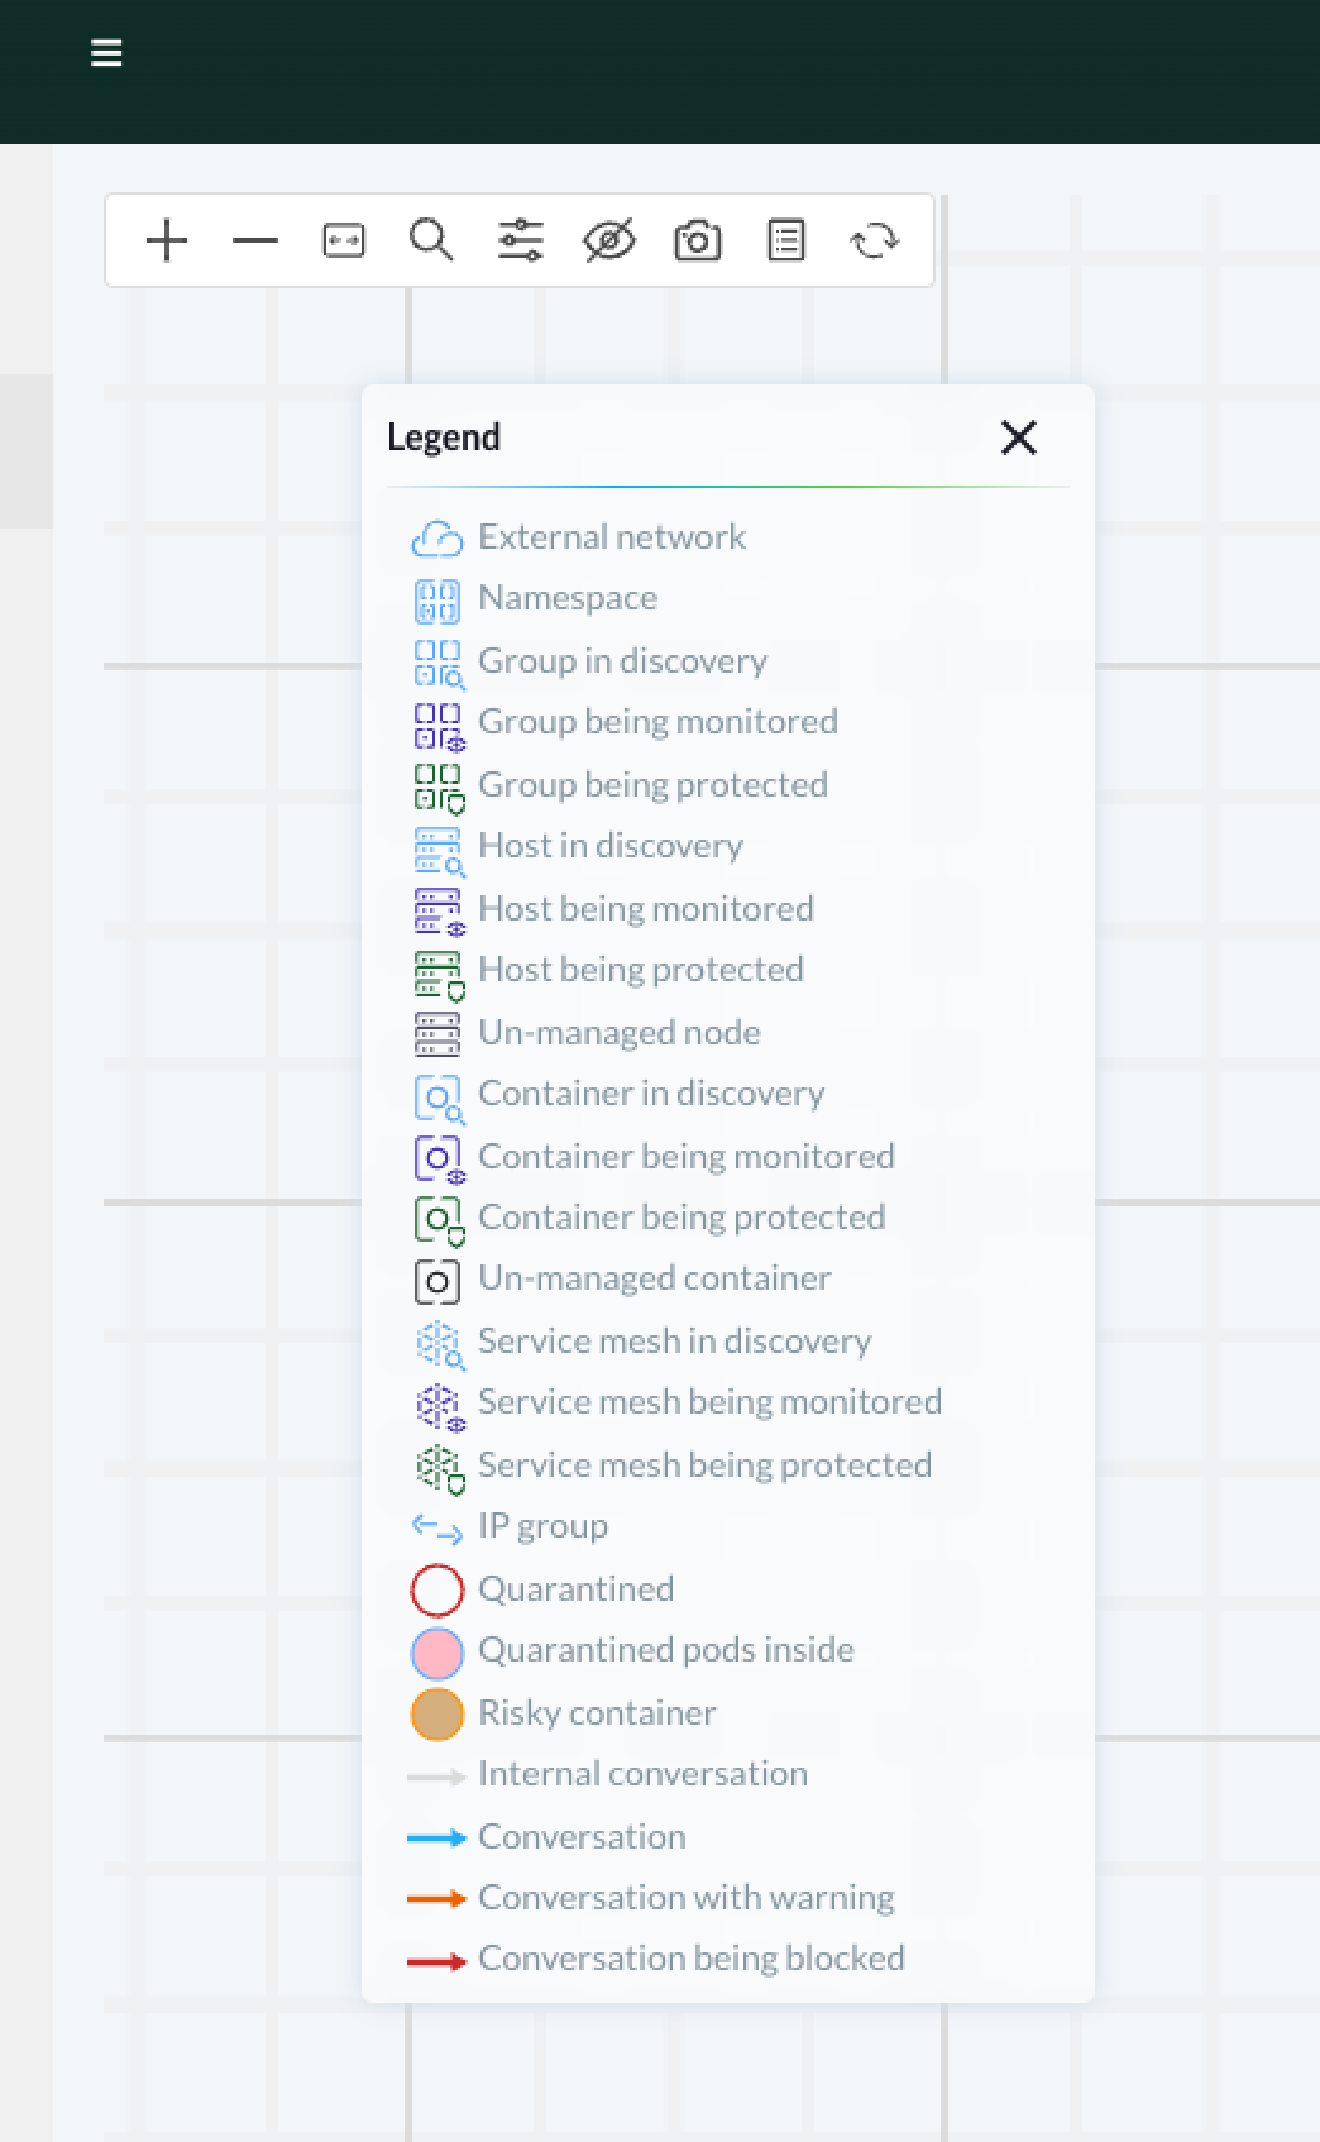 Legend
External network
Namespace
Group in discovery
Group being monitored
Group being protected
Host in discovery
Host being monitored
Host being protected
Un-managed node
Container in discovery
Container being monitored
Container being protected
Un-managed container
Service mesh in discovery
Service mesh being monitored
Service mesh being protected
IP group
Quarantined
Quarantined pods inside
Risky container
Internal conversation
Conversation
Conversation with warning
Conversation being blocked